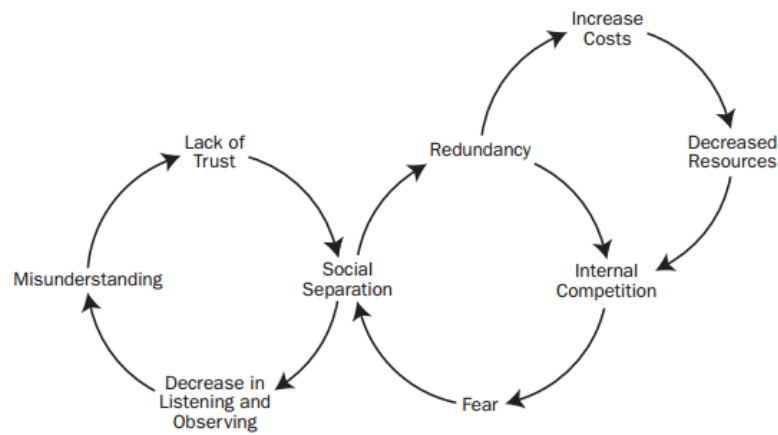 Increase
Costs
Lack of
Trust
Redundancy
Decreased
Resources
Misunderstanding
Social
Separation
Internal
Competition
Decrease in
Listening and
Observing
Fear